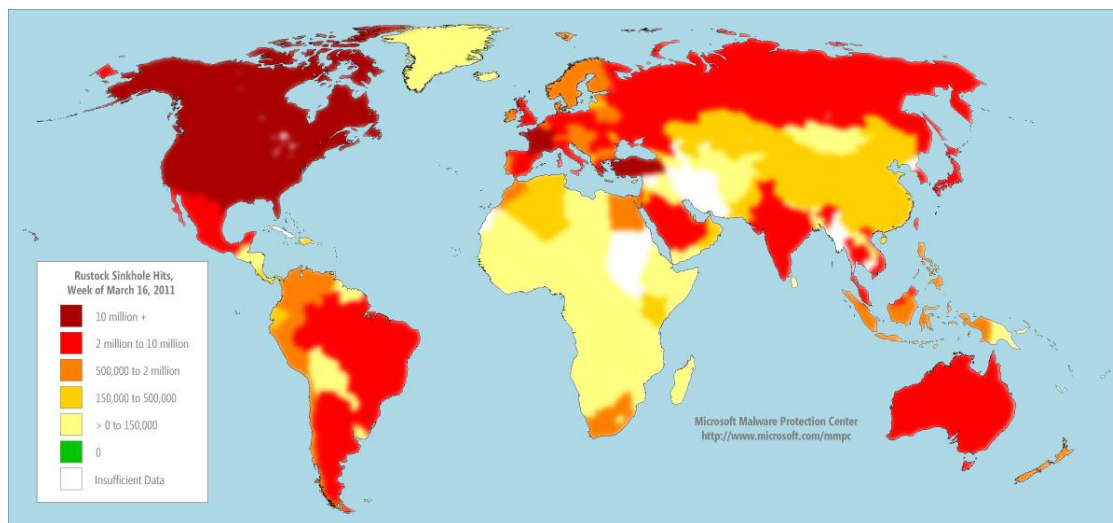 Rustock Sinkhole Hits,
Week of March 16, 2011
10 million +
2 million to 10 million
500,000 to 2 million
150,000 to 500,000
> 0 to 150,000
0
Insufficient Data
Microsoft Malware Protection Center
http://www.microsoft.com/mmpc